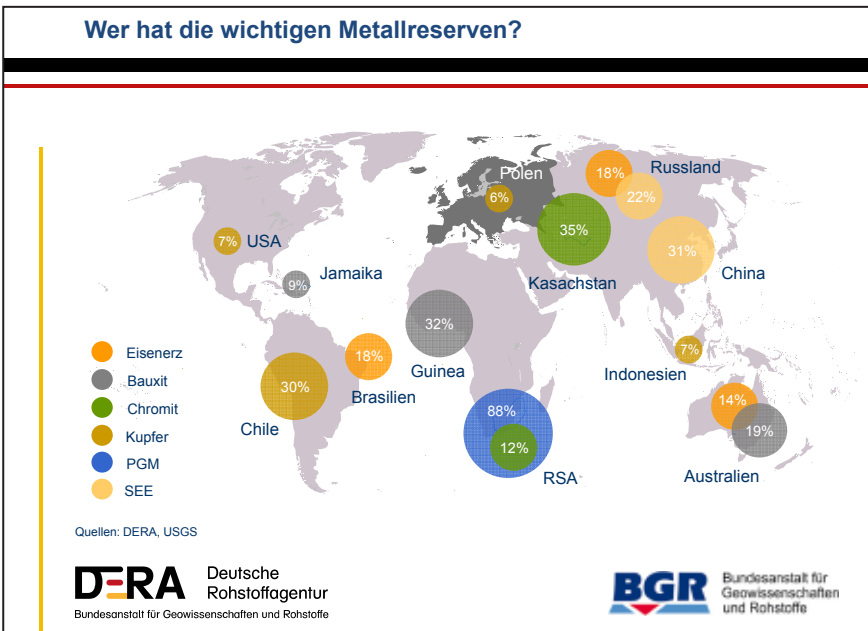 Wer hat die wichtigen Metallreserven?
Polen
6%
18%
Russland
22%
7%
USA
35%
Kasachstan
31%
China
Jamaika
9%
32%
Guinea
18%
Brasilien
30%
Chile
7%
Indonesien
14%
19%
Australien
88%
12%
RSA
Eisenerz
Bauxit
Chromit
Kupfer
PGM
SEE
Quellen: DERA, USGS
DERA
Deutsche
Rohstoffagentur
Bundesanstalt für Geowissenschaften und Rohstoffe
BGR
Bundesanstalt für
Geowissenschaften
und Rohstoffe